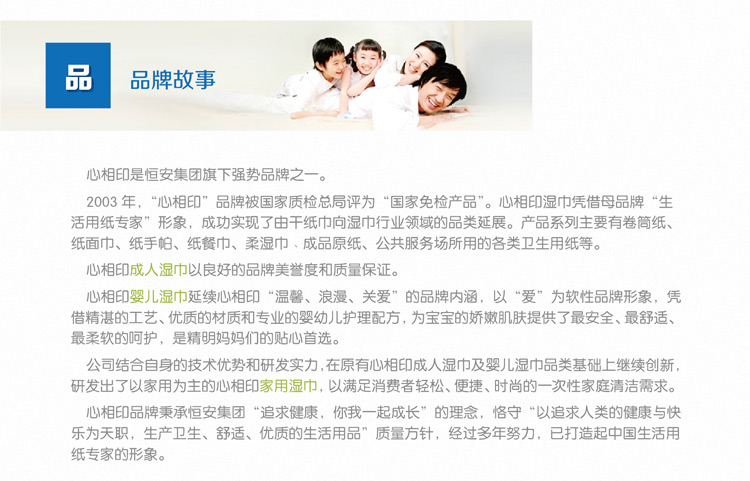 品 品牌故事
心相印是恒安集团旗下强势品牌之一。
2003 年，“心相印”品牌被国家质检总局评为“国家免检产品”。心相印湿巾凭借母品牌“生
活用纸专家”形象，成功实现了由干纸巾向湿巾行业领域的品类延展。产品系列主要有卷筒纸、
纸面巾、纸手帕、纸餐巾、柔湿巾﹑成品原纸、公共服务场所用的各类卫生用纸等。
心相印成人湿巾以良好的品牌美誉度和质量保证。
心相印婴儿湿巾延续心相印“温馨、浪漫、关爱”的品牌内涵，以“爱”为软性品牌形象，凭
借精湛的工艺、优质的材质和专业的婴幼儿护理配方，为宝宝的娇嫩肌肤提供了最安全、最舒适、
最柔软的呵护，是精明妈妈们的贴心首选。
公司结合自身的技术优势和研发实力，在原有心相印成人湿巾及婴儿湿巾品类基础上继续创新，
研发出了以家用为主的心相印家用湿巾，以满足消费者轻松、便捷、时尚的一次性家庭清洁需求。
心相印品牌秉承恒安集团“追求健康，你我一起成长”的理念，恪守“以追求人类的健康与快
乐为天职，生产卫生、舒适、优质的生活用品”质量方针，经过多年努力，已打造起中国生活用
纸专家的形象。